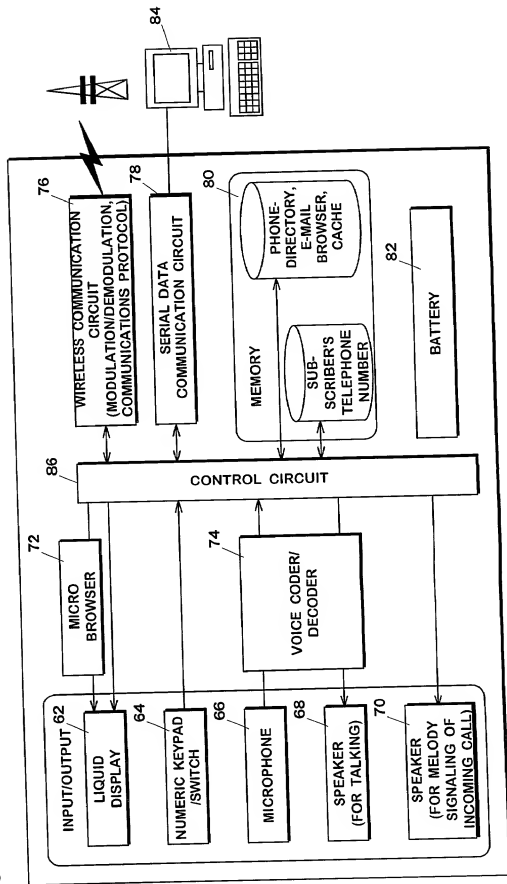 INPUT/OUTPUT
62
LIQUID
DISPLAY
64
NUMERIC KEYPAD
/SWITCH
66
MICROPHONE
68
SPEAKER
(FOR TALKING)
70
SPEAKER
(FOR MELODY
SIGNALING OF
INCOMING CALL)
72
MICRO
BROWSER
74
VOICE CODER/
DECODER
86
CONTROL CIRCUIT
76
WIRELESS COMMUNICATION
CIRCUIT
(MODULATION/DEMODULATION,
COMMUNICATIONS PROTOCOL)
78
SERIAL DATA
COMMUNICATION CIRCUIT
80
MEMORY
SUB-
SCRIBER'S
TELEPHONE
NUMBER
PHONE-
DIRECTORY,
E-MAIL
BROWSER,
CACHE
82
BATTERY
84